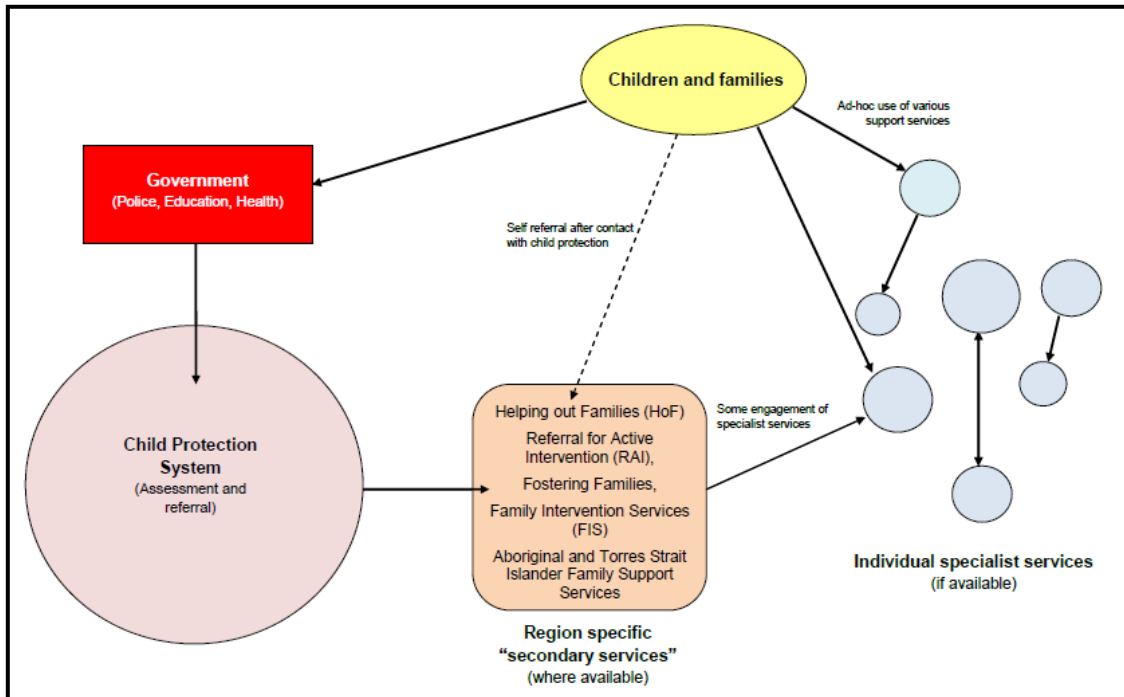 Children and families
Ad-hoc use of various
support services
Government
(Police, Education, Health)
Self referral after contact
with child protection
Child Protection
System
(Assessment and
referral)
Helping out Families (HoF)
Referral for Active
Intervention (RAI),
Fostering Families,
Family Intervention Services
(FIS)
Aboriginal and Torres Strait
Islander Family Support
Services
Some engagement of
specialist services
Individual specialist services
(if available)
Region specific
“secondary services”
(where available)